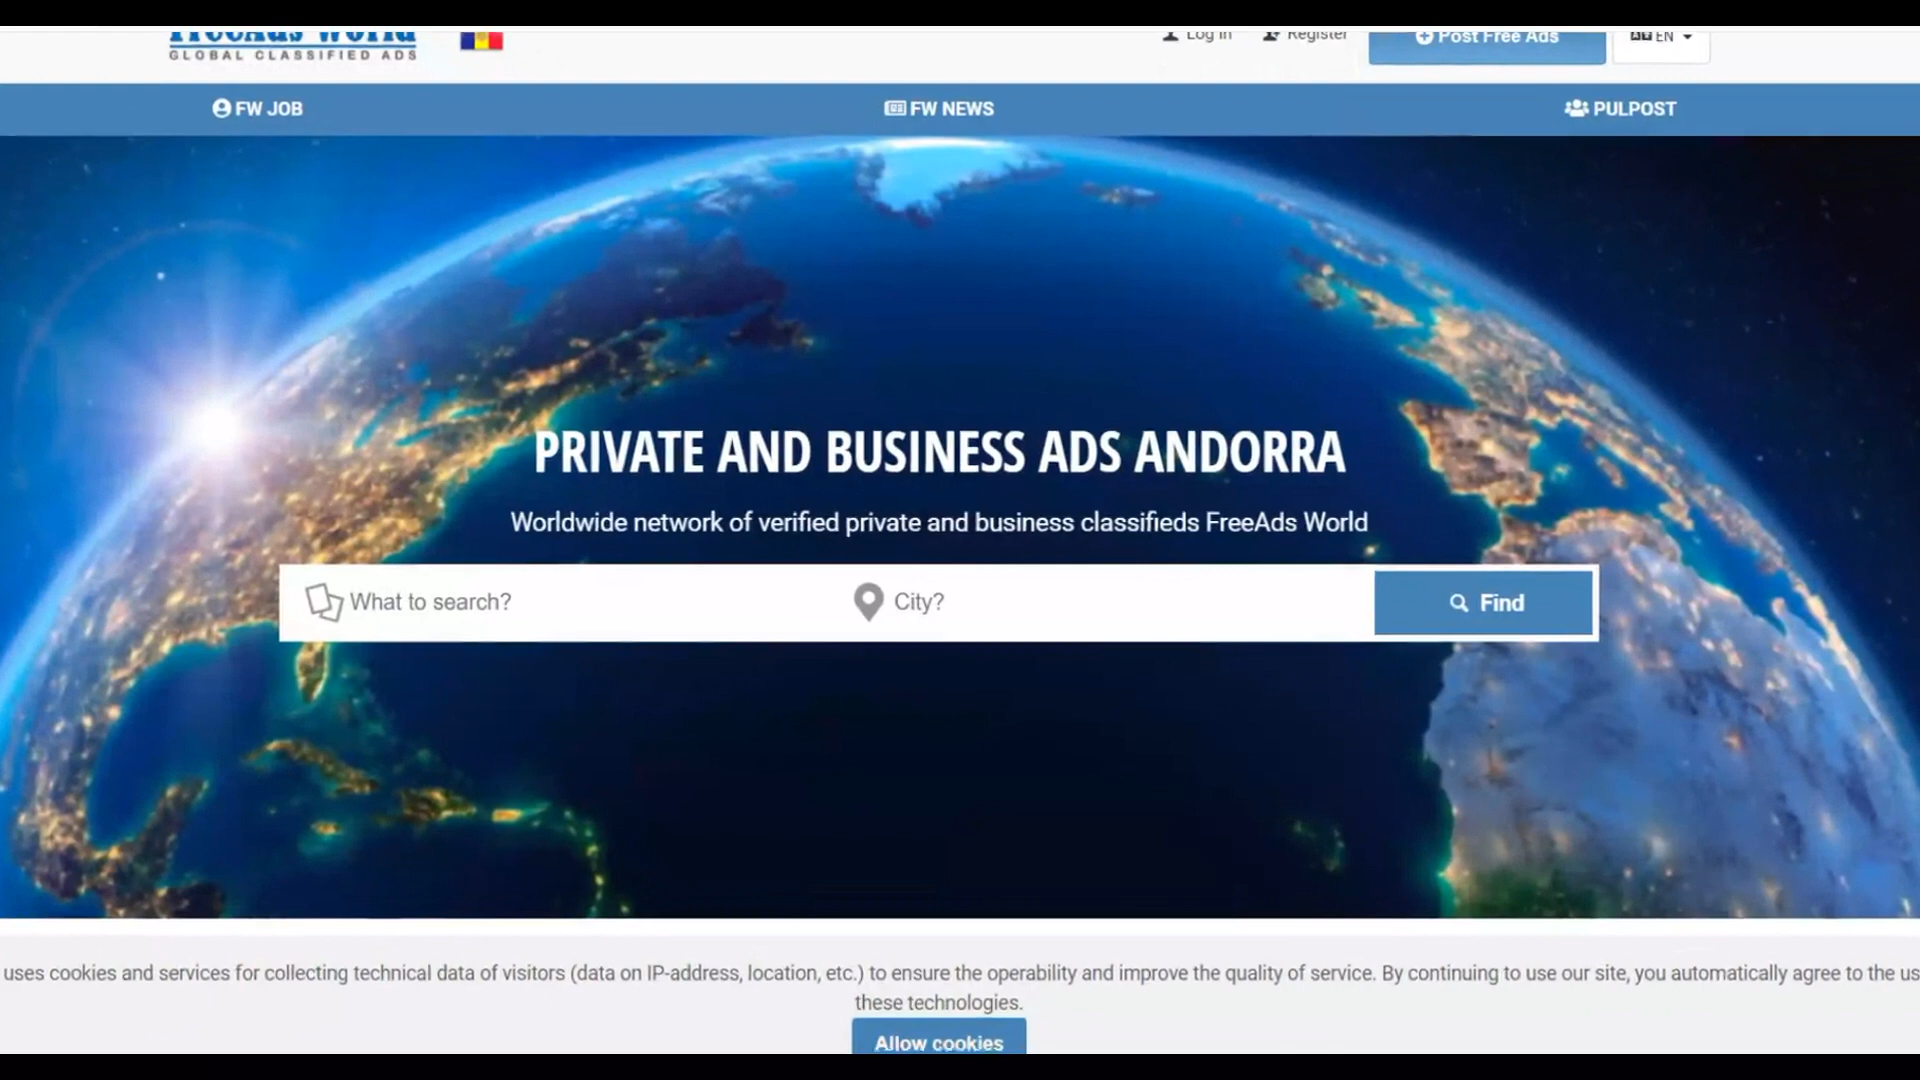 FreeAds World
GLOBAL CLASSIFIED ADS
Log In
Register
Post Free Ads
EN
FW JOB
FW NEWS
PULPOST
PRIVATE AND BUSINESS ADS ANDORRA
Worldwide network of verified private and business classifieds FreeAds World
What to search?
City?
Find
uses cookies and services for collecting technical data of visitors (data on IP-address, location, etc.) to ensure the operability and improve the quality of service. By continuing to use our site, you automatically agree to the us
these technologies.
Allow cookies